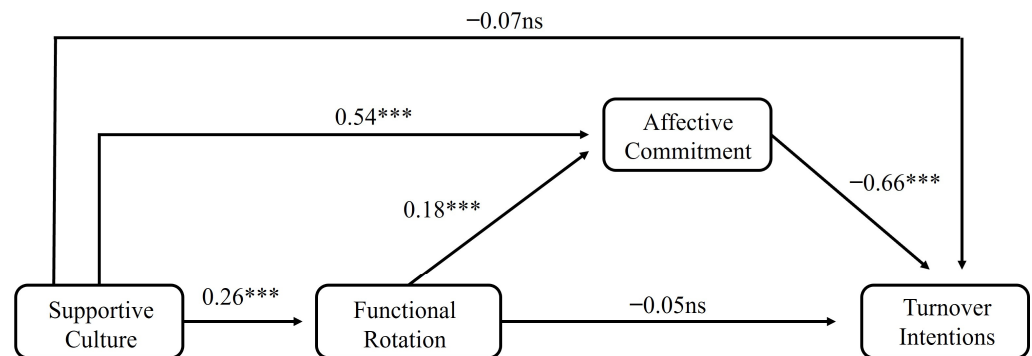 −0.07ns
0.54***
Affective
Commitment
−0.66***
0.18***
0.26***
Supportive
Culture
Functional
Rotation
−0.05ns
Turnover
Intentions